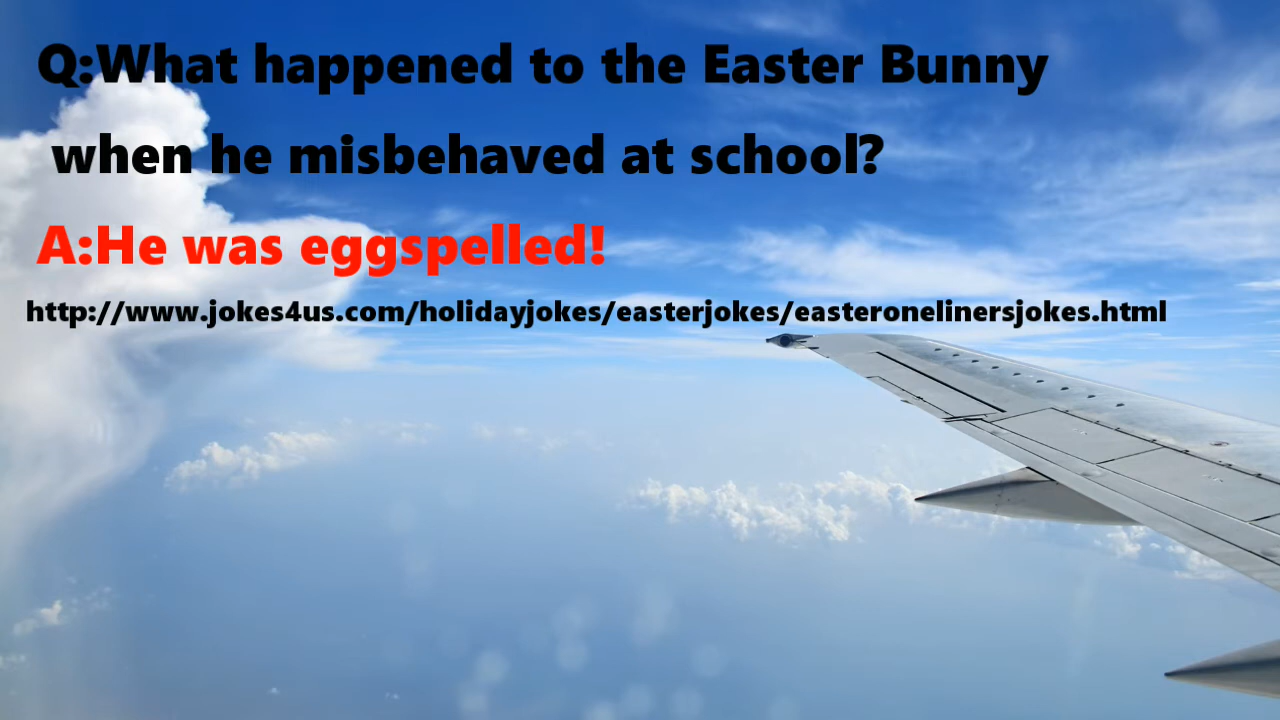 Q:What happened to the Easter Bunny
when he misbehaved at school?
A:He was eggspelled!
http://www.jokes4us.com/holidayjokes/easterjokes/easteronelinersjokes.html